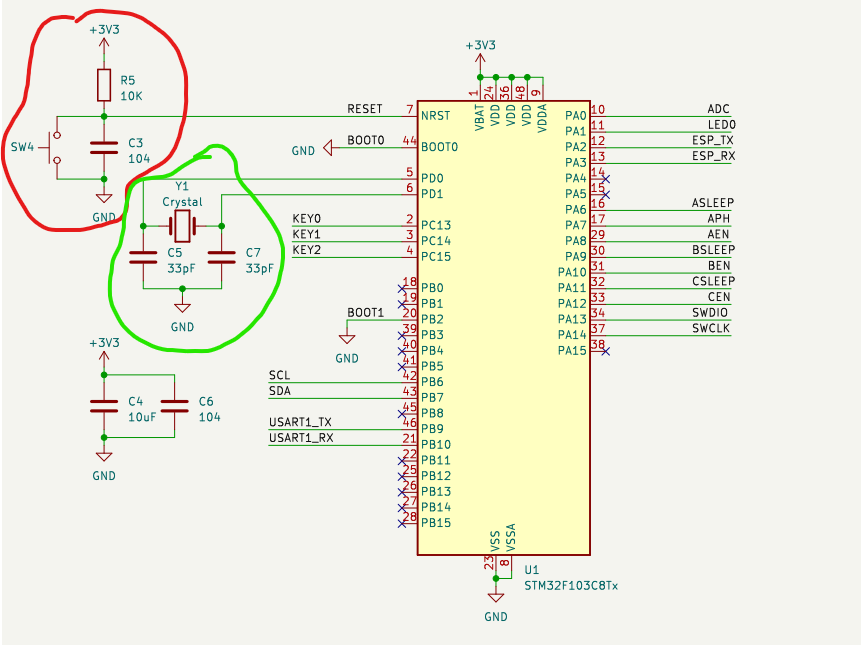 +3V3
R5
10K
SW4
C3
104
GND
Y1
Crystal
C5
33pF
C7
33pF
GND
+3V3
C4
10uF
C6
104
GND
+3V3
1
24
36
48
9
VBAT
VDD
VDD
VDD
VDDA
RESET 7 NRST
GND BOOT0 44 BOOT0
5 PD0
6 PD1
KEY0 2 PC13
KEY1 3 PC14
KEY2 4 PC15
18 PB0
19 PB1
BOOT1 20 PB2
GND
39 PB3
40 PB4
41 PB5
SCL 42 PB6
SDA 43 PB7
45 PB8
USART1_TX 46 PB9
USART1_RX 21 PB10
22 PB11
25 PB12
26 PB13
27 PB14
28 PB15
PA0 10 ADC
PA1 11 LED0
PA2 12 ESP_TX
PA3 13 ESP_RX
PA4 14
PA5 15
PA6 16 ASLEEP
PA7 17 APH
PA8 29 AEN
PA9 30 BSLEEP
PA10 31 BEN
PA11 32 CSLEEP
PA12 33 CEN
PA13 34 SWDIO
PA14 37 SWCLK
PA15 38
VSS
VSSA
23
8
U1
STM32F103C8Tx
GND